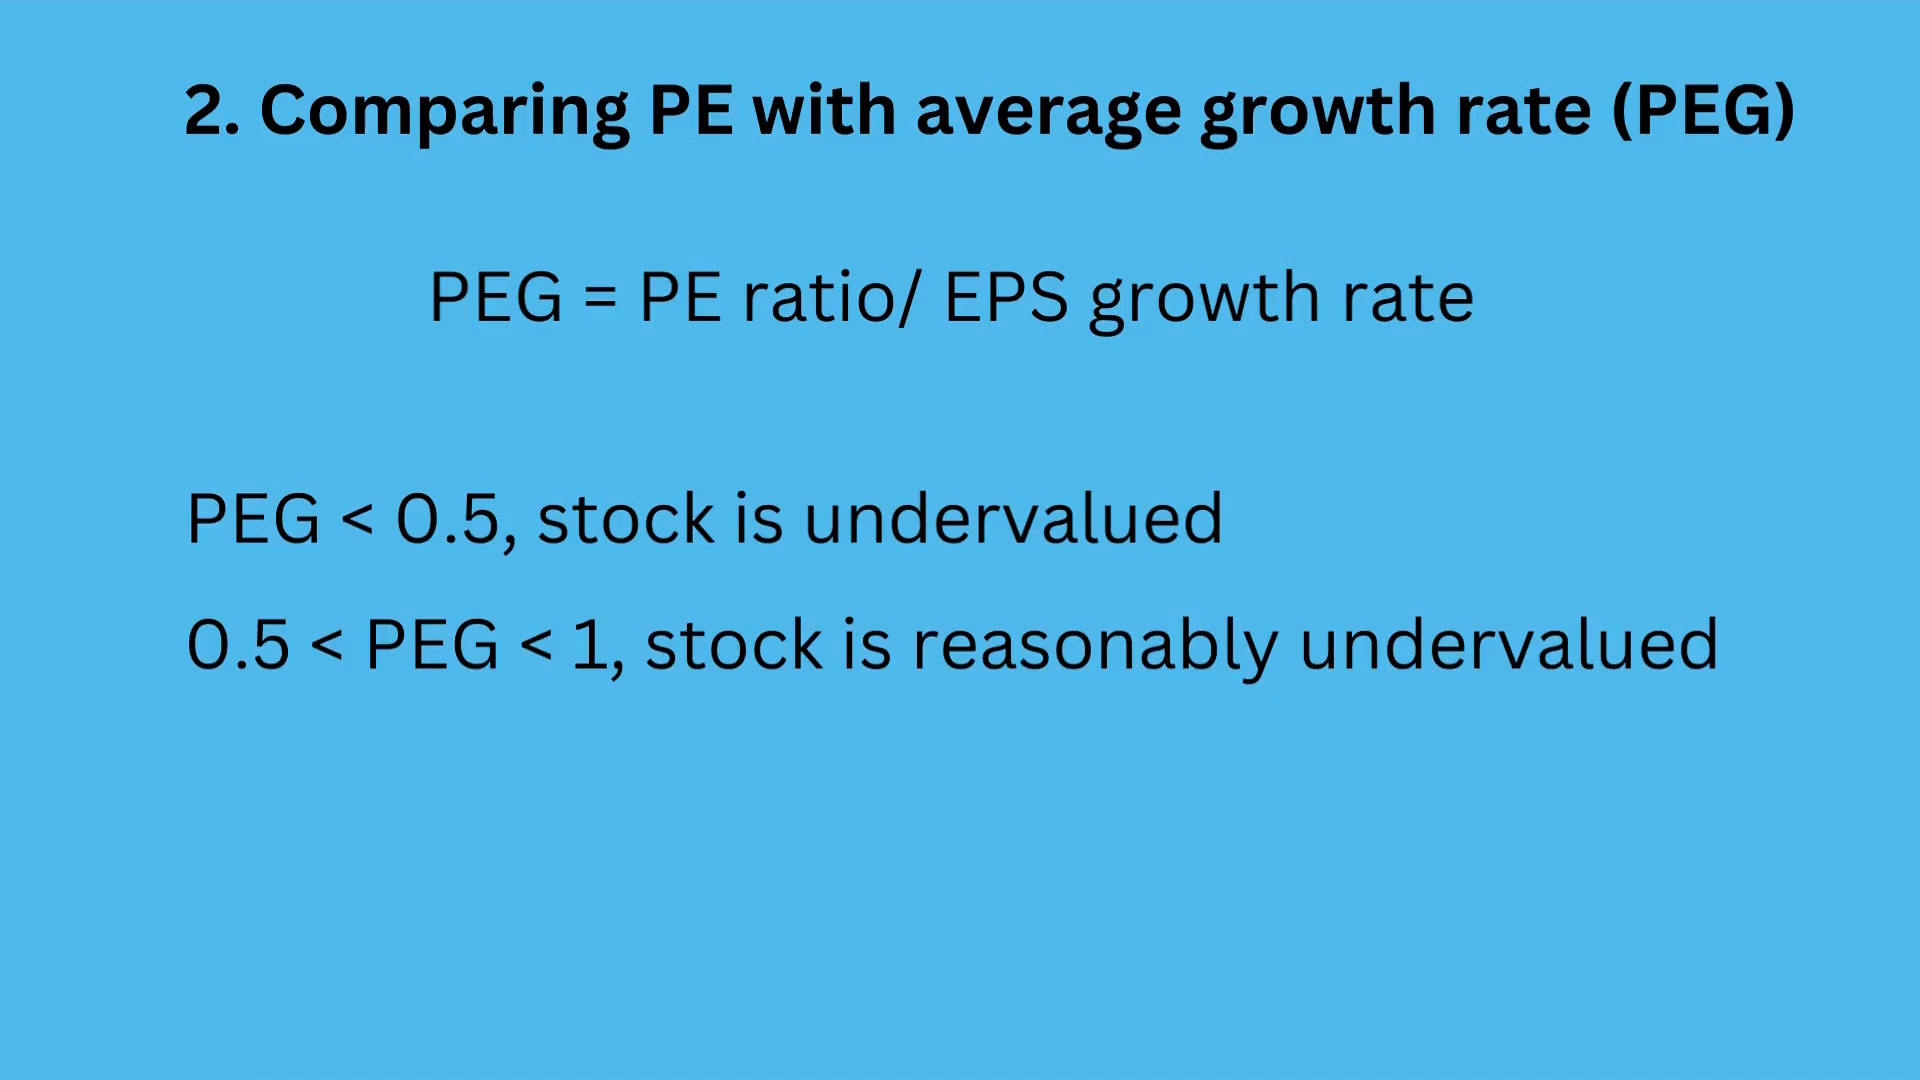 2. Comparing PE with average growth rate (PEG)
PEG = PE ratio/ EPS growth rate
PEG < 0.5, stock is undervalued
0.5 < PEG < 1, stock is reasonably undervalued